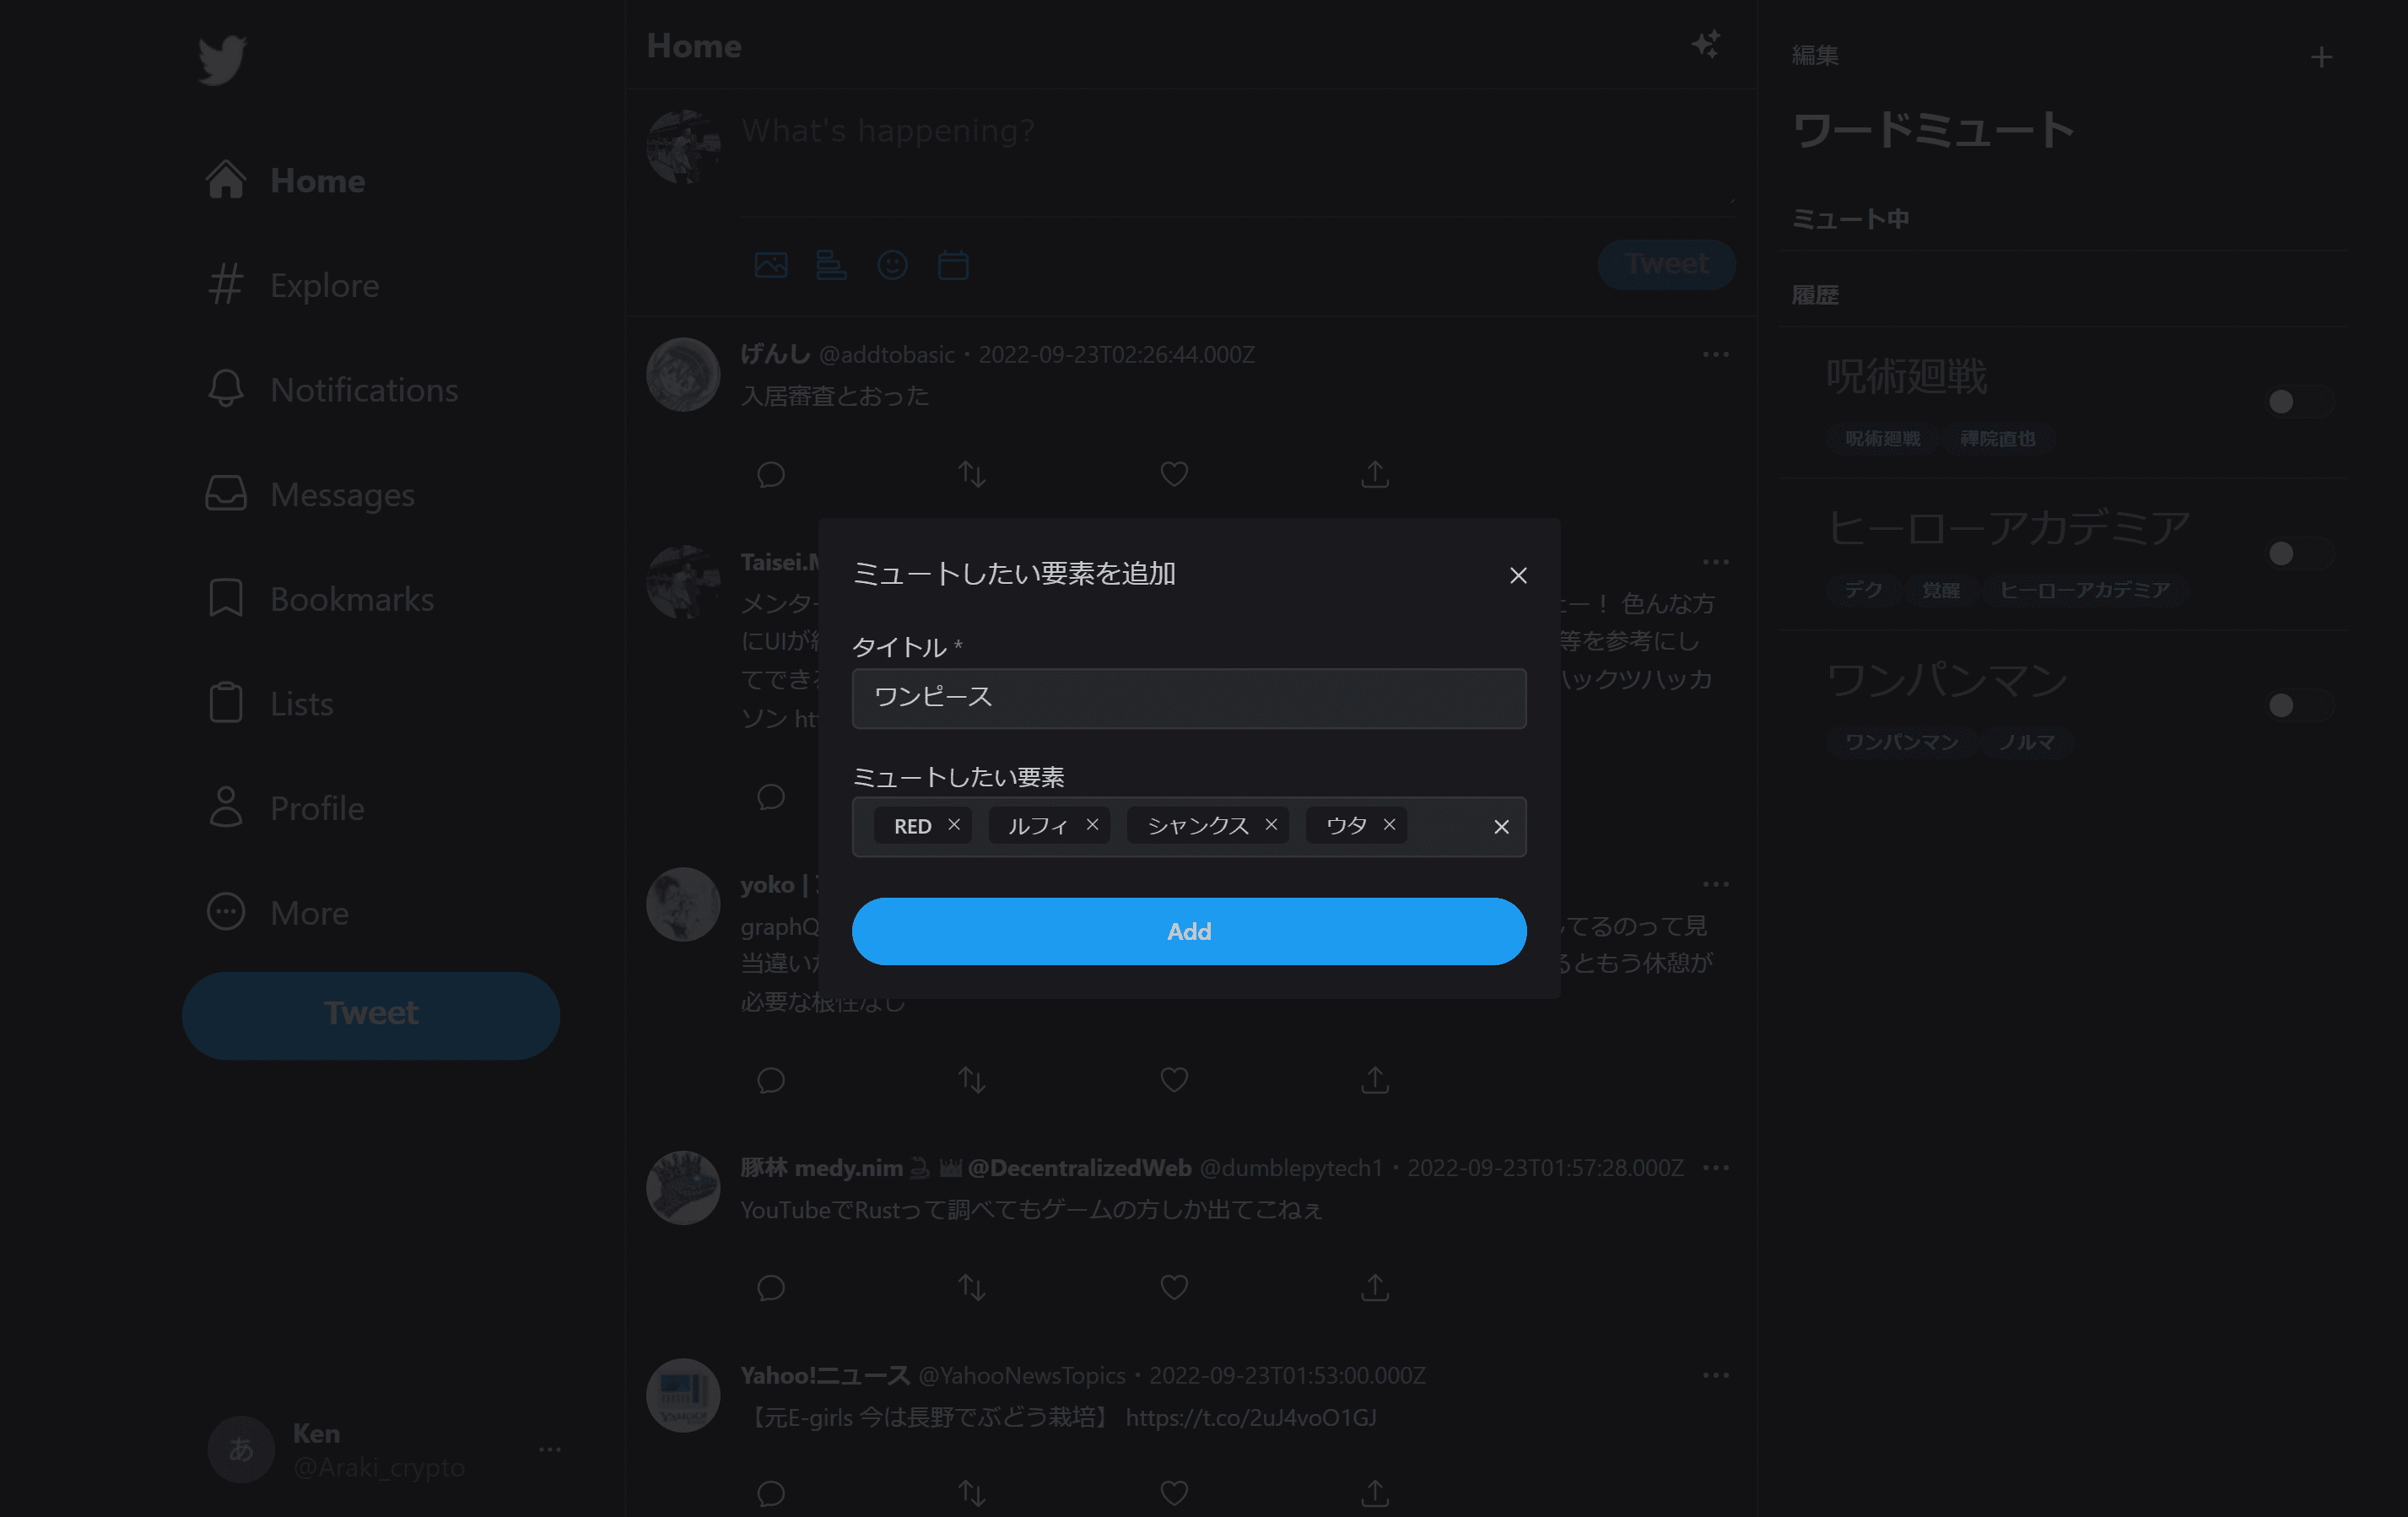 Home
Explore
Notifications
Messages
Bookmarks
Lists
Profile
More
Tweet
Ken
@Araki_crypto
あ
Home
What's happening?
Tweet
げんし @addtobasic・2022-09-23T02:26:44.000Z
入居審査とおった
Taisei.
メンター
にUIが
てできる
ソン
ー！ 色んな方
等を参考にし
ハックツハッカ
yoko |
graphQ
当違い
必要な根性なし
てるのって見
るともう休憩が
豚林 medy.nim @DecentralizedWeb @dumblepytech1・2022-09-23T01:57:28.000Z
YouTubeでRustって調べてもゲームの方しか出てこねぇ
Yahoo!ニュース @YahooNewsTopics・2022-09-23T01:53:00.000Z
【元E-girls 今は長野でぶどう栽培】 https://t.co/2uJ4voO1GJ
ミュートしたい要素を追加
タイトル *
ワンピース
ミュートしたい要素
RED ルフィ シャンクス ウタ
Add
編集
ワードミュート
ミュート中
履歴
呪術廻戦
呪術廻戦 禪院直也
ヒーローアカデミア
デク 覚醒 ヒーローアカデミア
ワンパンマン
ワンパンマン ノルマ